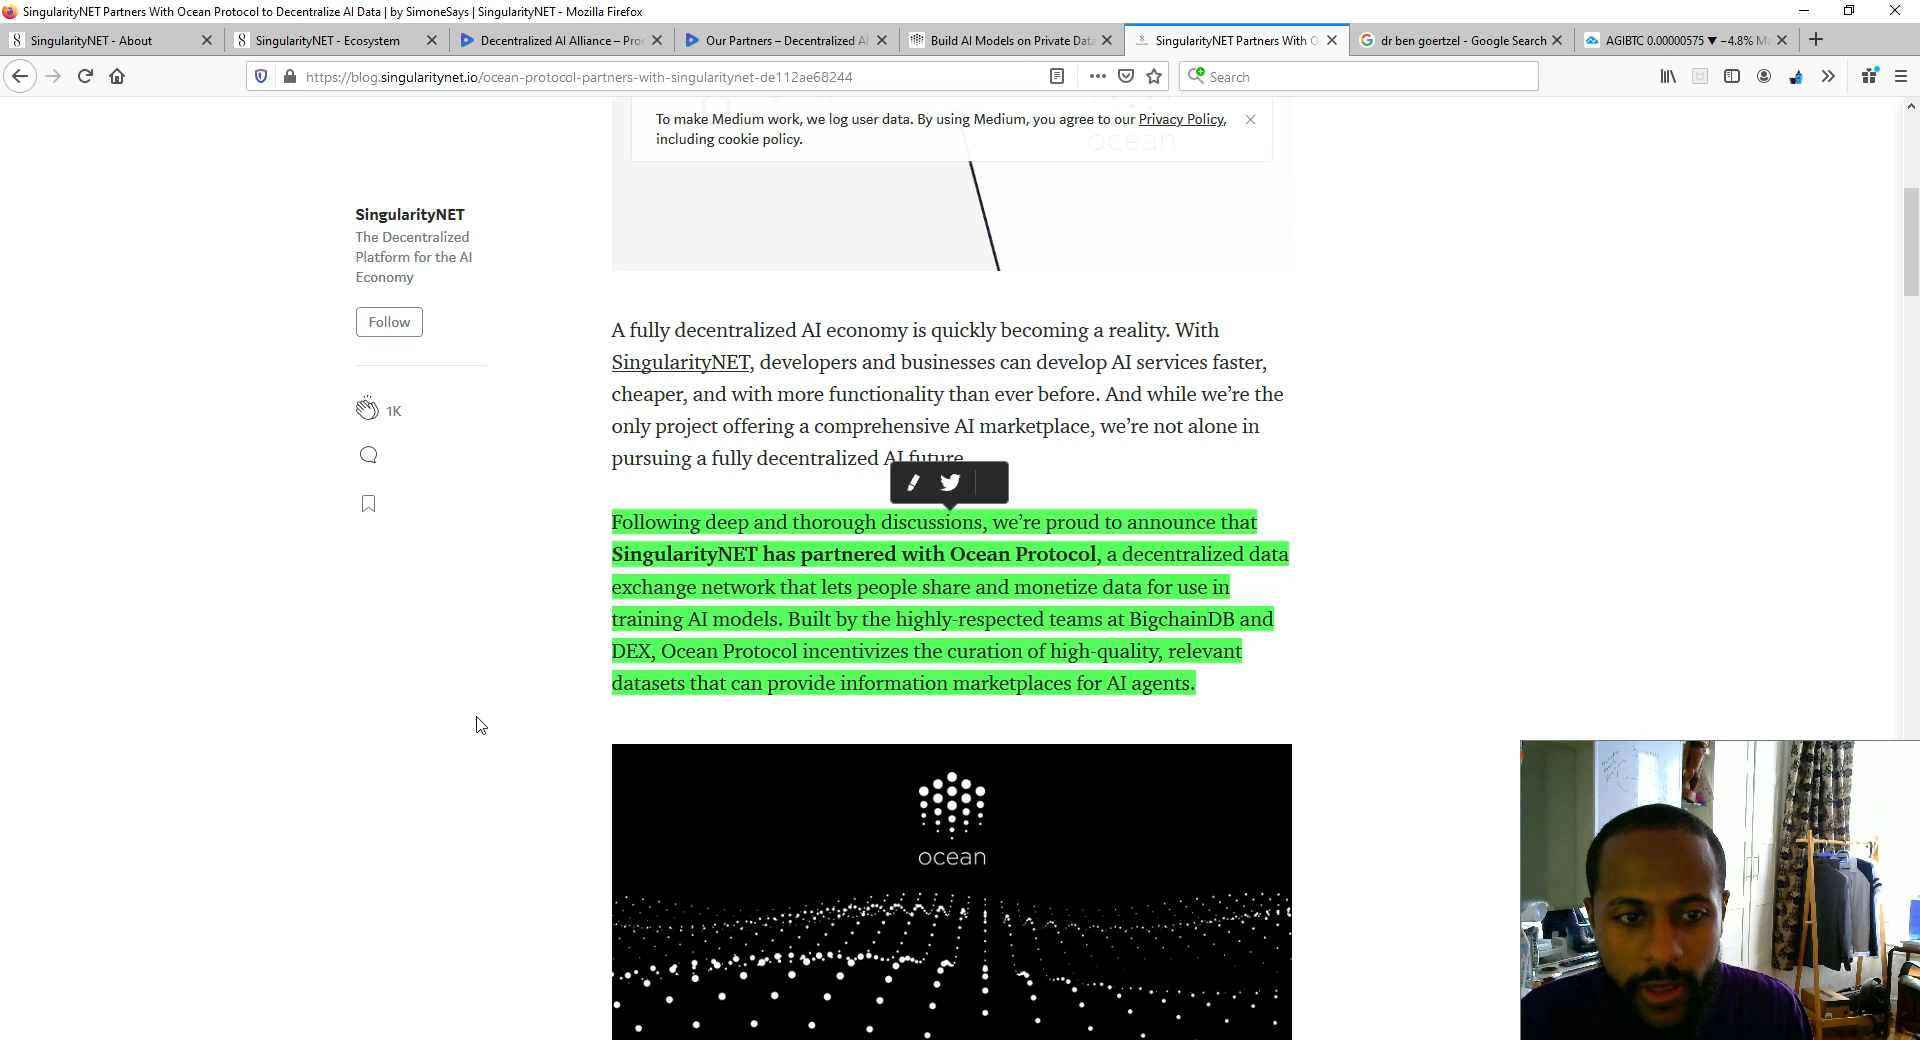 SingularityNET Partners With Ocean Protocol to Decentralize AI Data | by SimoneSays | SingularityNET - Mozilla Firefox
SingularityNET - About
SingularityNET - Ecosystem
Decentralized AI Alliance – Pro
Our Partners – Decentralized AI
Build AI Models on Private Data
SingularityNET Partners With O
dr ben goertzel - Google Search
AGIBTC 0.00000575 ▼ −4.8% M
https://blog.singularitynet.io/ocean-protocol-partners-with-singularitynet-de112ae68244
Search
To make Medium work, we log user data. By using Medium, you agree to our Privacy Policy,
including cookie policy.
ocean
SingularityNET
The Decentralized
Platform for the AI
Economy
Follow
1K
A fully decentralized AI economy is quickly becoming a reality. With
SingularityNET, developers and businesses can develop AI services faster,
cheaper, and with more functionality than ever before. And while we’re the
only project offering a comprehensive AI marketplace, we’re not alone in
pursuing a fully decentralized AI future.
Following deep and thorough discussions, we’re proud to announce that
SingularityNET has partnered with Ocean Protocol, a decentralized data
exchange network that lets people share and monetize data for use in
training AI models. Built by the highly-respected teams at BigchainDB and
DEX, Ocean Protocol incentivizes the curation of high-quality, relevant
datasets that can provide information marketplaces for AI agents.
ocean